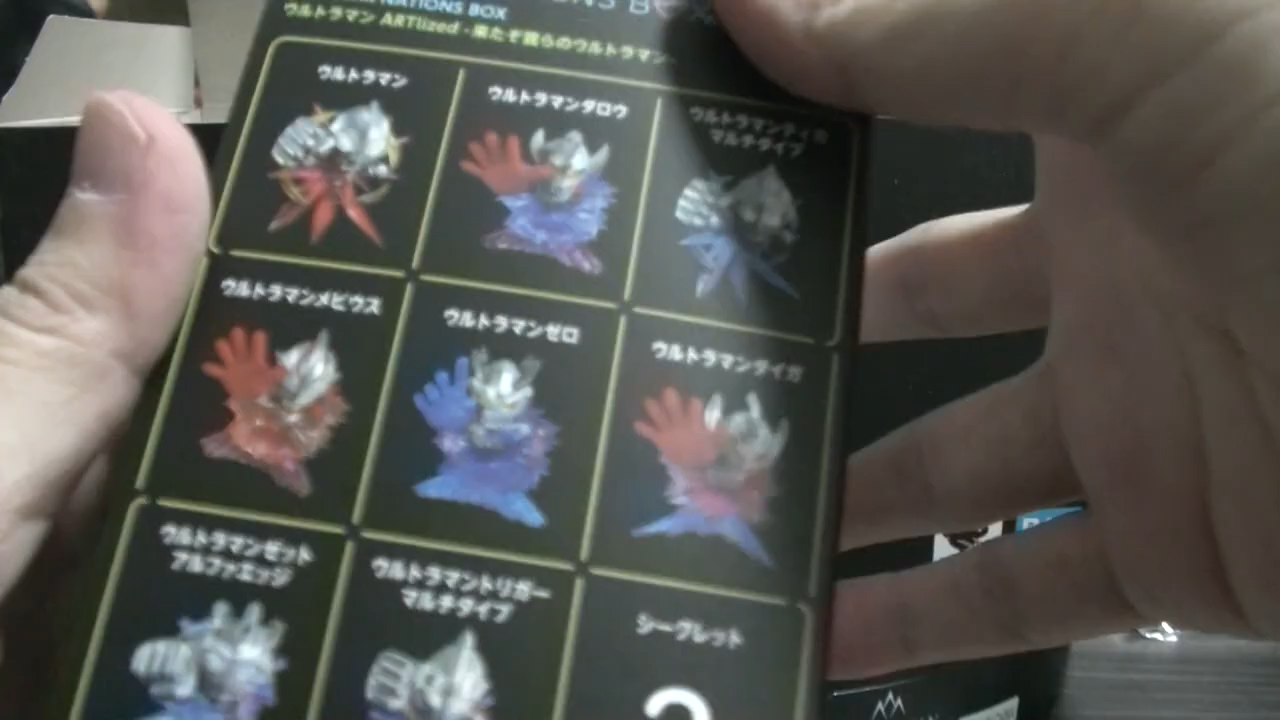 NATIONS BOX
ウルトラマン ARTlized - 来たぞ我らのウルトラマン -
ウルトラマン
ウルトラマンタロウ
ウルトラマンティガ
マルチタイプ
ウルトラマンメビウス
ウルトラマンゼロ
ウルトラマンタイガ
ウルトラマンゼット
アルファエッジ
ウルトラマントリガー
マルチタイプ
シークレット
?